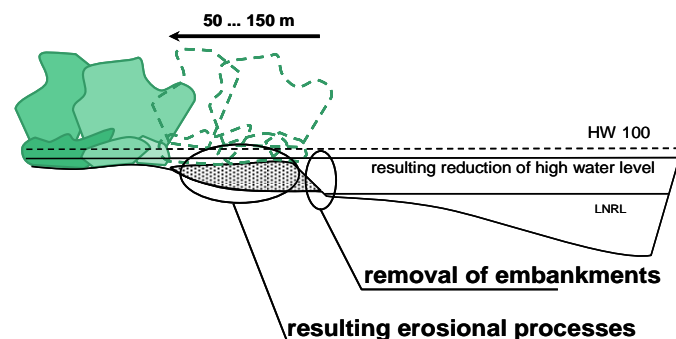 50 ... 150 m
HW 100
resulting reduction of high water level
LNRL
removal of embankments
resulting erosional processes